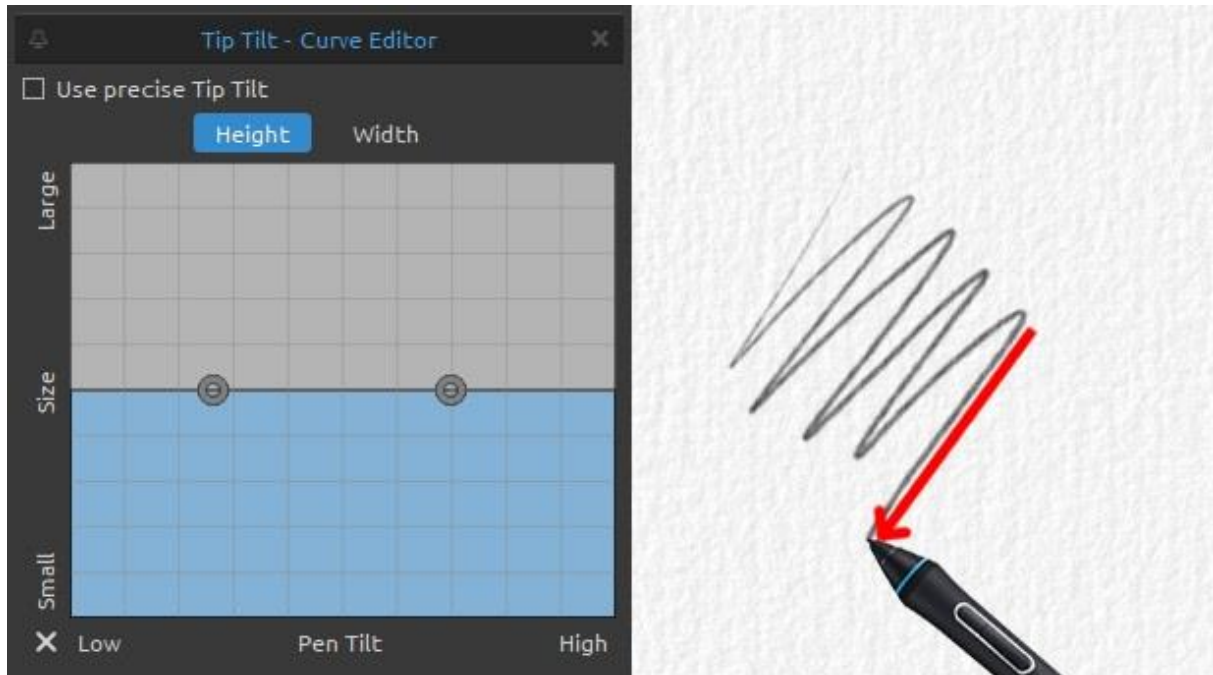 Tip Tilt - Curve Editor
Use precise Tip Tilt
Height Width
Large
Size
Small
Low Pen Tilt High